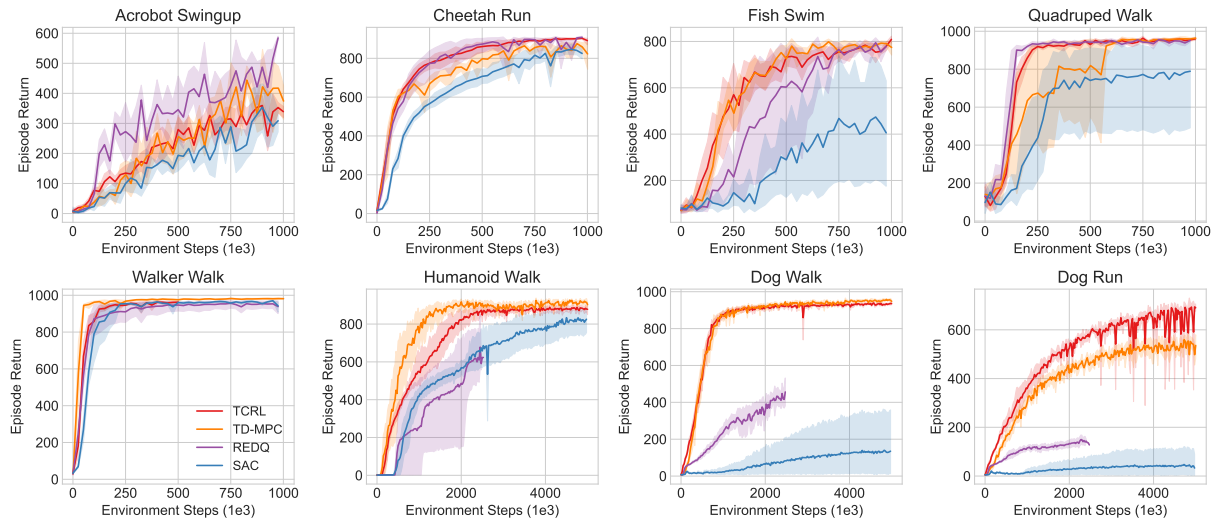 Acrobot Swingup
Cheetah Run
Fish Swim
Quadruped Walk
Episode Return
600
500
400
300
200
100
0
0 250 500 750 1000
Environment Steps (1e3)
Episode Return
800
600
400
200
0
0 250 500 750 1000
Environment Steps (1e3)
Episode Return
800
600
400
200
0 250 500 750 1000
Environment Steps (1e3)
Episode Return
1000
800
600
400
200
0
0 250 500 750 1000
Environment Steps (1e3)
Walker Walk
Humanoid Walk
Dog Walk
Dog Run
Episode Return
1000
800
600
400
200
0
0 250 500 750 1000
Environment Steps (1e3)
TCRL
TD-MPC
REDQ
SAC
Episode Return
800
600
400
200
0
0 2000 4000
Environment Steps (1e3)
Episode Return
1000
800
600
400
200
0
0 2000 4000
Environment Steps (1e3)
Episode Return
600
400
200
0
0 2000 4000
Environment Steps (1e3)